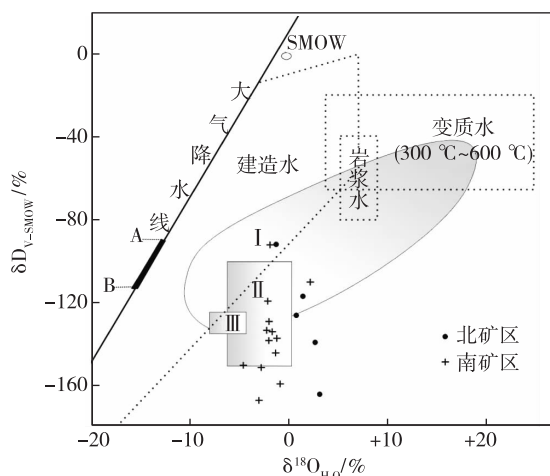 0
−40
−80
−120
−160
δD_V-SMOW/%
SMOW
大
气
降
水
线
建造水
变质水
(300 ℃~600 ℃)
岩
浆
水
A
B
Ⅰ
Ⅱ
Ⅲ
● 北矿区
+ 南矿区
−20
−10
0
+10
+20
δ¹⁸O_H₂O/%